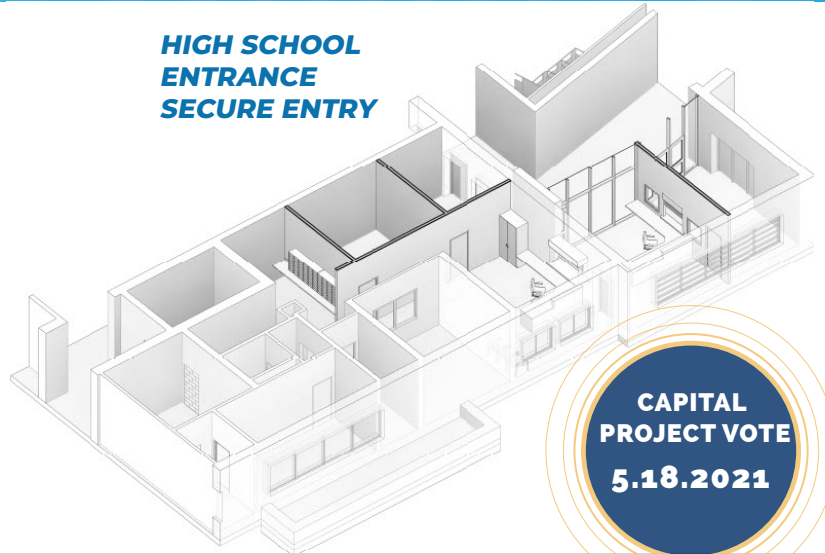 HIGH SCHOOL
ENTRANCE
SECURE ENTRY
CAPITAL
PROJECT VOTE
5.18.2021